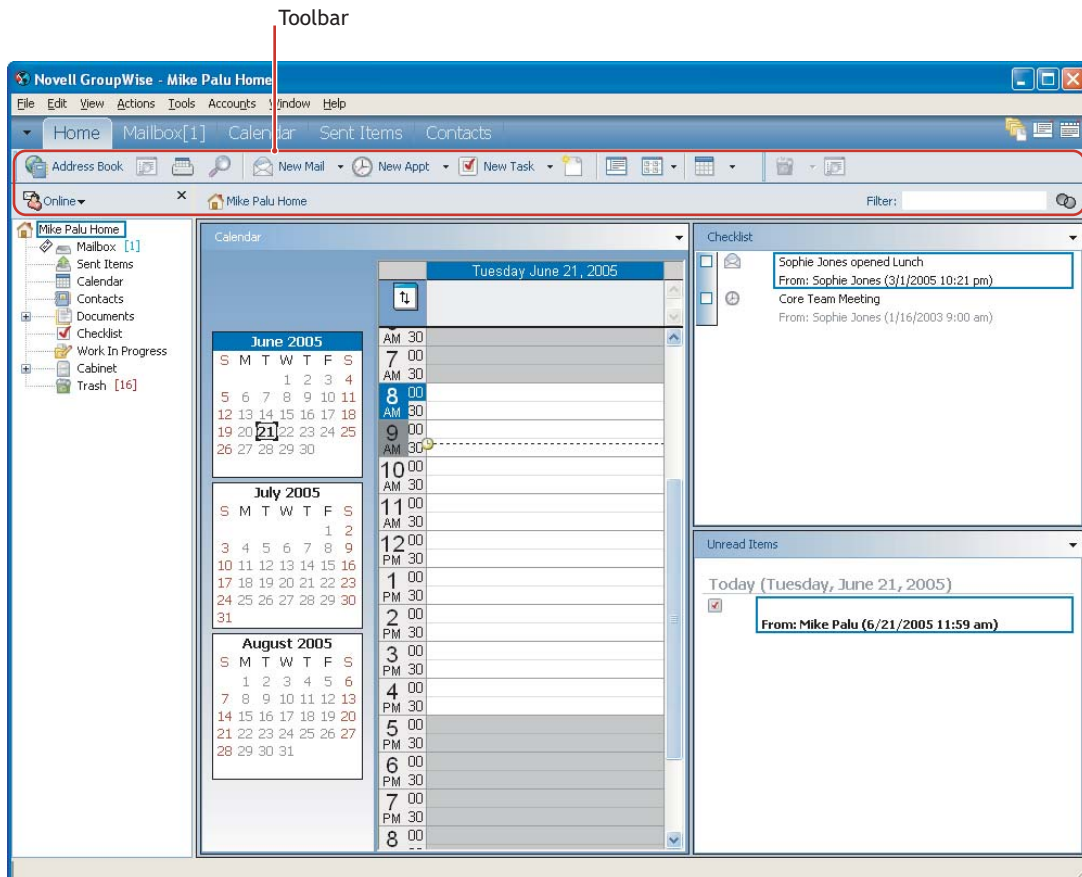 Toolbar
Novell GroupWise - Mike Palu Home
File Edit View Actions Tools Accounts Window Help
Home Mailbox[1] Calendar Sent Items Contacts
Address Book New Mail New Appt New Task
Online Mike Palu Home Filter:
Mike Palu Home
Mailbox [1]
Sent Items
Calendar
Contacts
Documents
Checklist
Work In Progress
Cabinet
Trash [16]
Calendar
June 2005
S M T W T F S
1 2 3 4
5 6 7 8 9 10 11
12 13 14 15 16 17 18
19 20 21 22 23 24 25
26 27 28 29 30
July 2005
S M T W T F S
1 2
3 4 5 6 7 8 9
10 11 12 13 14 15 16
17 18 19 20 21 22 23
24 25 26 27 28 29 30
31
August 2005
S M T W T F S
1 2 3 4 5 6
7 8 9 10 11 12 13
14 15 16 17 18 19 20
21 22 23 24 25 26 27
28 29 30 31
Tuesday June 21, 2005
AM 30
7 00
AM 30
8 00
AM 30
9 00
AM 30
10 00
AM 30
11 00
AM 30
12 00
PM 30
1 00
PM 30
2 00
PM 30
3 00
PM 30
4 00
PM 30
5 00
PM 30
6 00
PM 30
7 00
PM 30
8 00
Checklist
Sophie Jones opened Lunch
From: Sophie Jones (3/1/2005 10:21 pm)
Core Team Meeting
From: Sophie Jones (1/16/2003 9:00 am)
Unread Items
Today (Tuesday, June 21, 2005)
From: Mike Palu (6/21/2005 11:59 am)